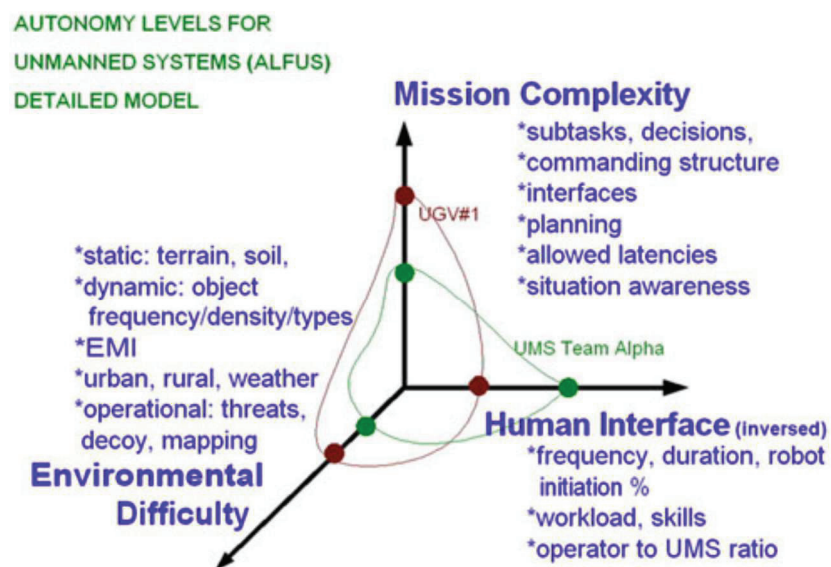 AUTONOMY LEVELS FOR
UNMANNED SYSTEMS (ALFUS)
DETAILED MODEL
Mission Complexity
*subtasks, decisions,
*commanding structure
*interfaces
*planning
*allowed latencies
*situation awareness
UGV#1
*static: terrain, soil,
*dynamic: object
frequency/density/types
*EMI
*urban, rural, weather
*operational: threats,
decoy, mapping
Environmental
Difficulty
UMS Team Alpha
Human Interface (inversed)
*frequency, duration, robot
initiation %
*workload, skills
*operator to UMS ratio